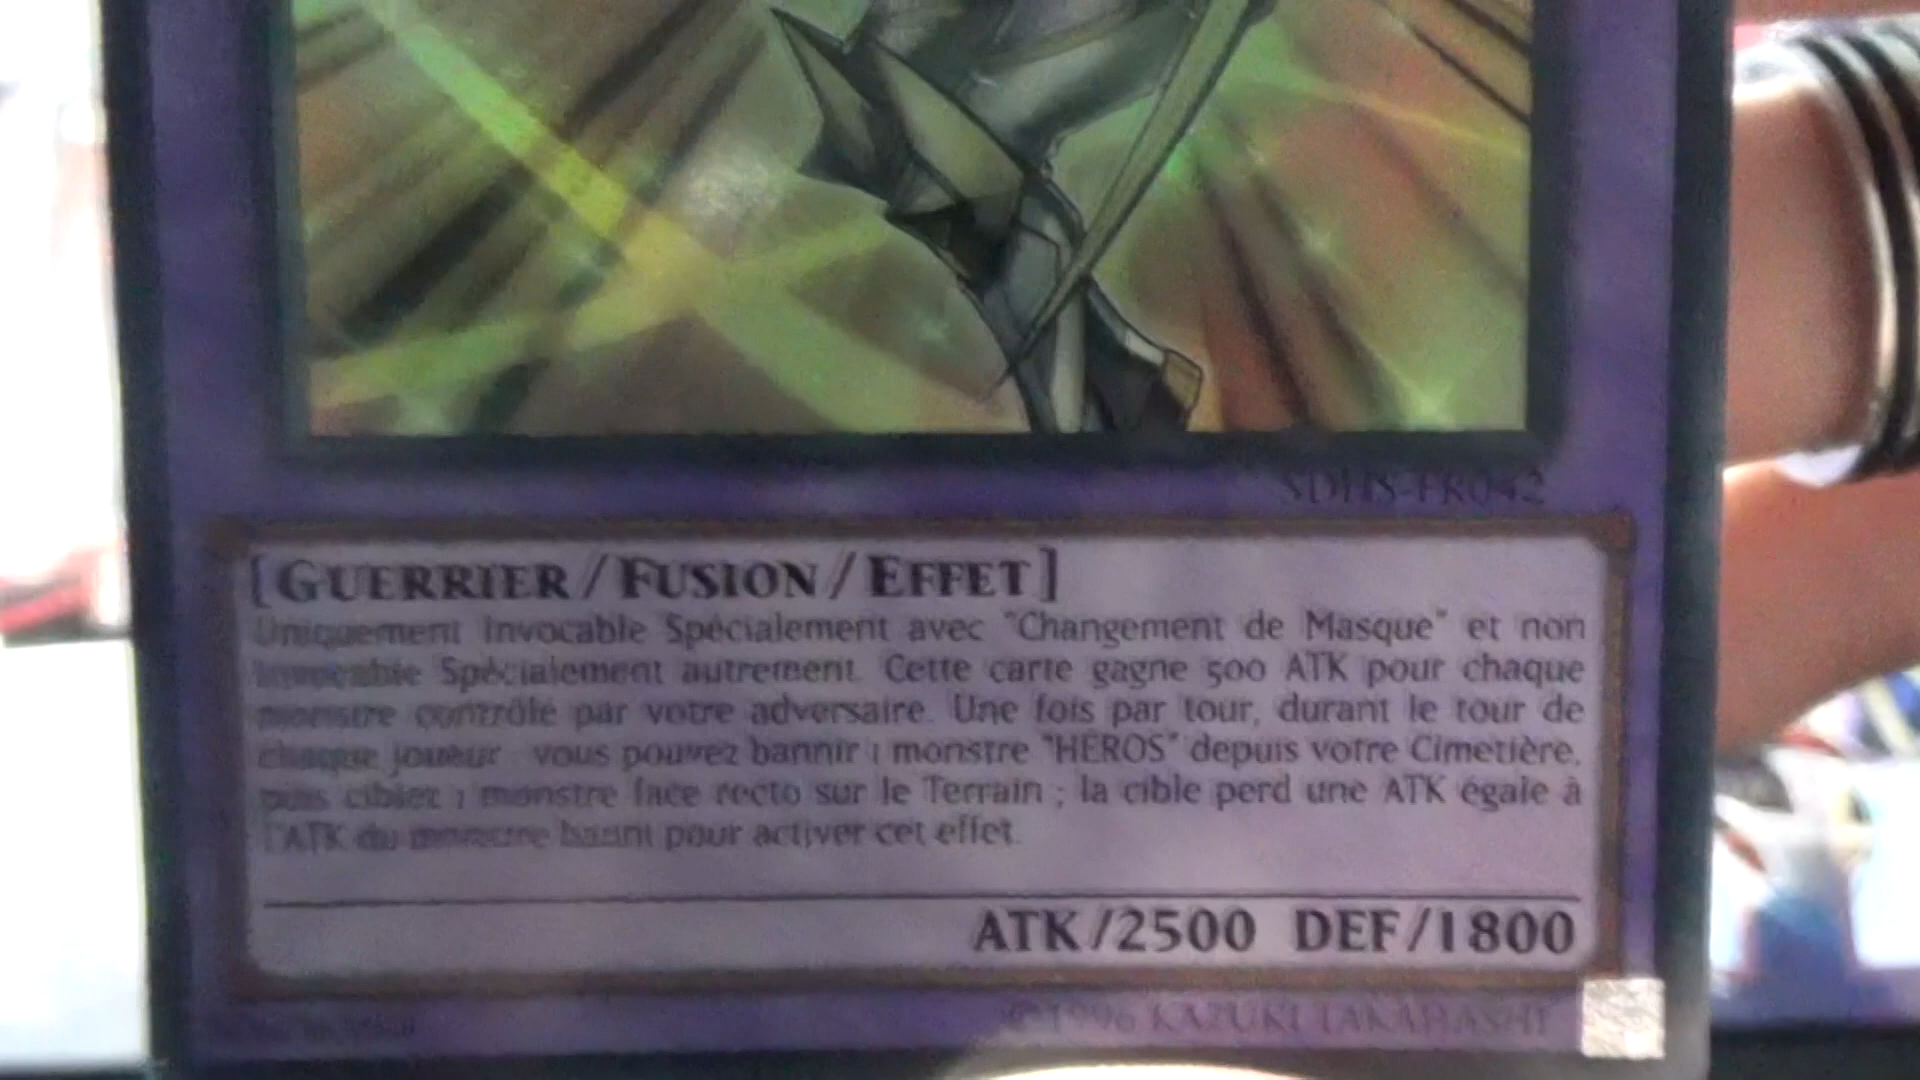 SDHS-FR042
[GUERRIER/FUSION/EFFET]
Uniquement Invocable Spécialement avec "Changement de Masque" et non
Invocable Spécialement autrement. Cette carte gagne 500 ATK pour chaque
monstre contrôlé par votre adversaire. Une fois par tour, durant le tour de
chaque joueur : vous pouvez bannir 1 monstre "HÉROS" depuis votre Cimetière,
puis ciblez 1 monstre face recto sur le Terrain ; la cible perd une ATK égale à
l'ATK du monstre banni pour activer cet effet.
ATK/2500 DEF/1800
©1996 KAZUKI TAKAHASHI